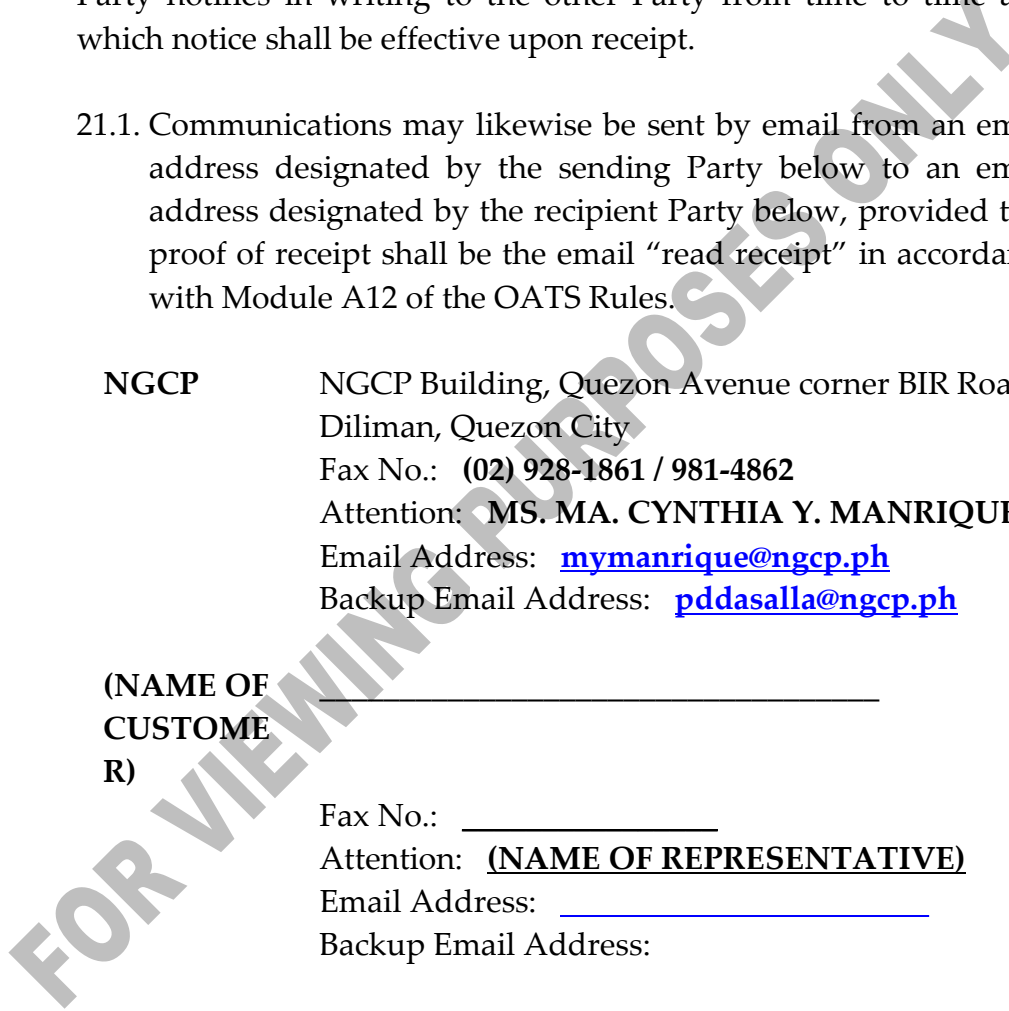 Party notifies in writing to the other Party from time to time a
which notice shall be effective upon receipt.
21.1. Communications may likewise be sent by email from an em
address designated by the sending Party below to an em
address designated by the recipient Party below, provided t
proof of receipt shall be the email “read receipt” in accorda
with Module A12 of the OATS Rules.
NGCP NGCP Building, Quezon Avenue corner BIR Roa
Diliman, Quezon City
Fax No.: (02) 928-1861 / 981-4862
Attention: MS. MA. CYNTHIA Y. MANRIQUE
Email Address: mymanrique@ngcp.ph
Backup Email Address: pddasalla@ngcp.ph
(NAME OF ___________________________________
CUSTOME
R)
Fax No.: ________________
Attention: (NAME OF REPRESENTATIVE)
Email Address: _______________________
Backup Email Address:
FOR VIEWING PURPOSES ONLY